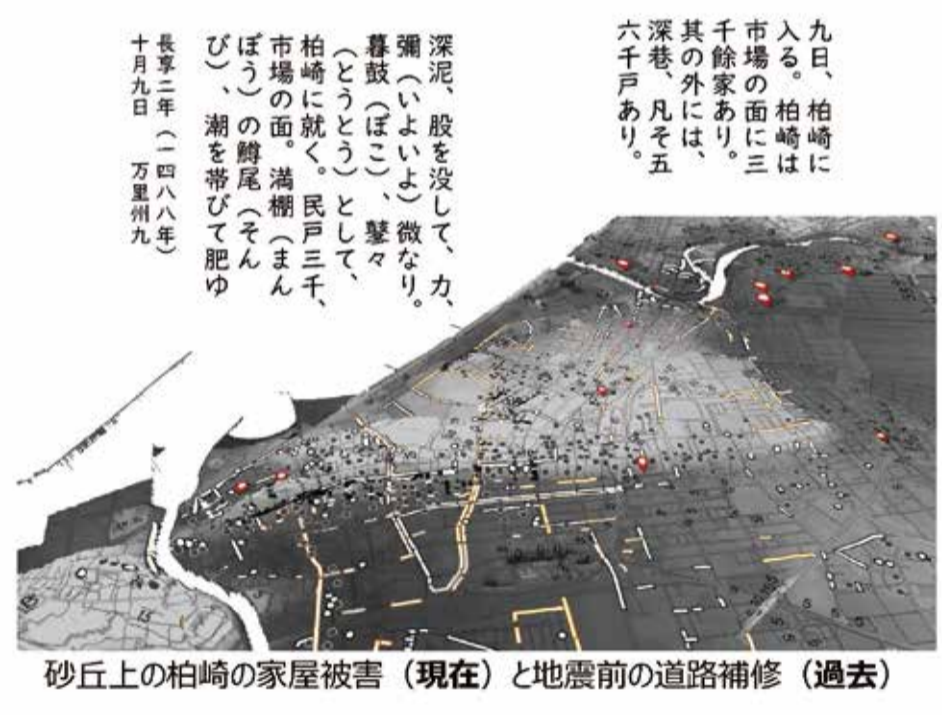 九日、柏崎に
入る。柏崎は
市場の面に三
千餘家あり。
其の外には、
深巷、凡そ五
六千戸あり。
深泥、股を没して、力、
彌（いよいよ）微なり。
暮鼓（ぼこ）、鼕々
（とうとう）として、
柏崎に就く。民戸三千、
市場の面。満棚（まん
ぼう）の鱒尾（そん
び）、潮を帯びて肥ゆ
長享二年（一四八八年）
十月九日　万里州九
砂丘上の柏崎の家屋被害（現在）と地震前の道路補修（過去）